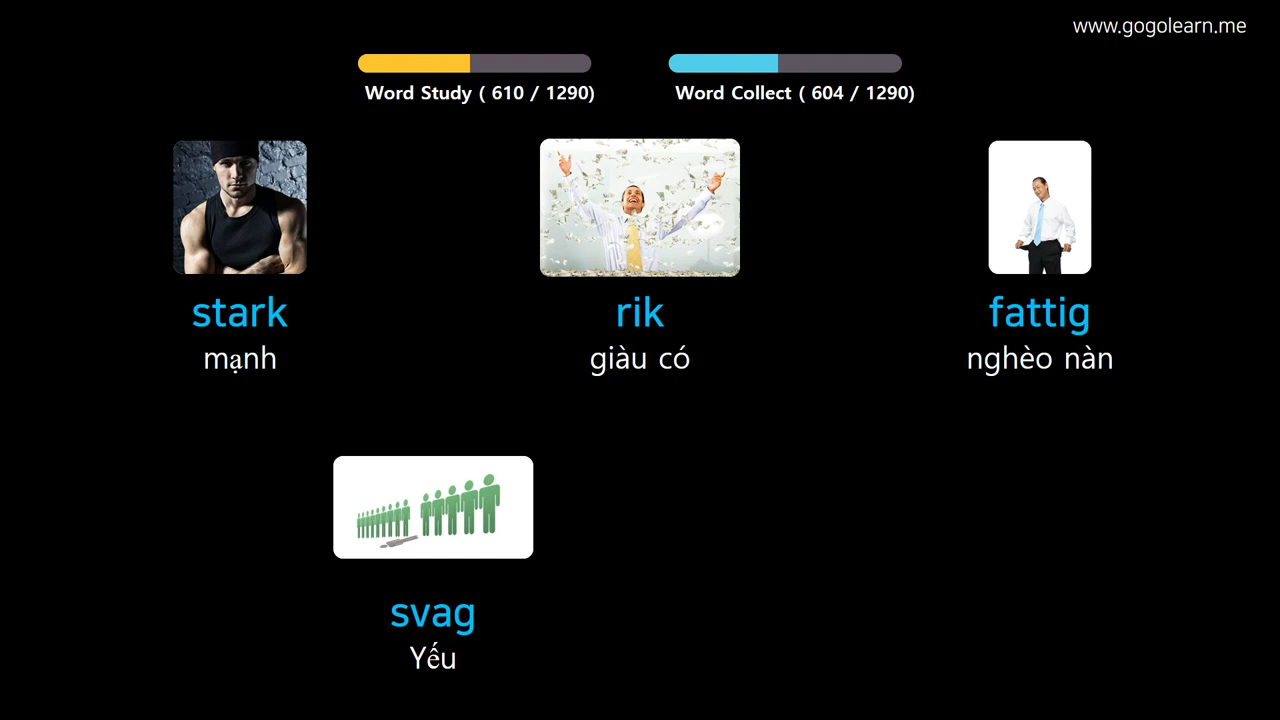 www.gogolearn.me
Word Study ( 610 / 1290)
Word Collect ( 604 / 1290)
stark
mạnh
rik
giàu có
fattig
nghèo nàn
svag
Yếu